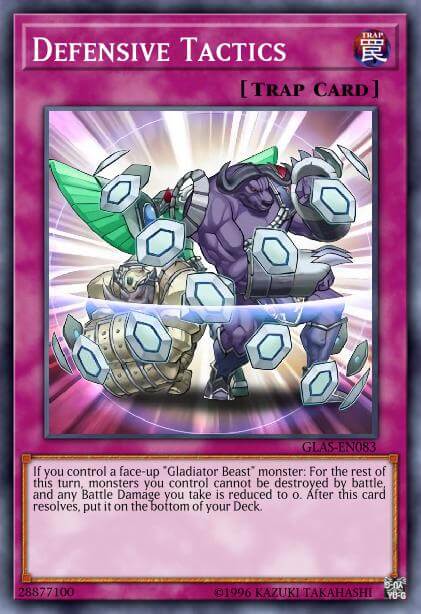 DEFENSIVE TACTICS
TRAP
罠
[TRAP CARD]
GLAS-EN083
If you control a face-up "Gladiator Beast" monster: For the rest of
this turn, monsters you control cannot be destroyed by battle,
and any Battle Damage you take is reduced to 0. After this card
resolves, put it on the bottom of your Deck.
28877100
©1996 KAZUKI TAKAHASHI